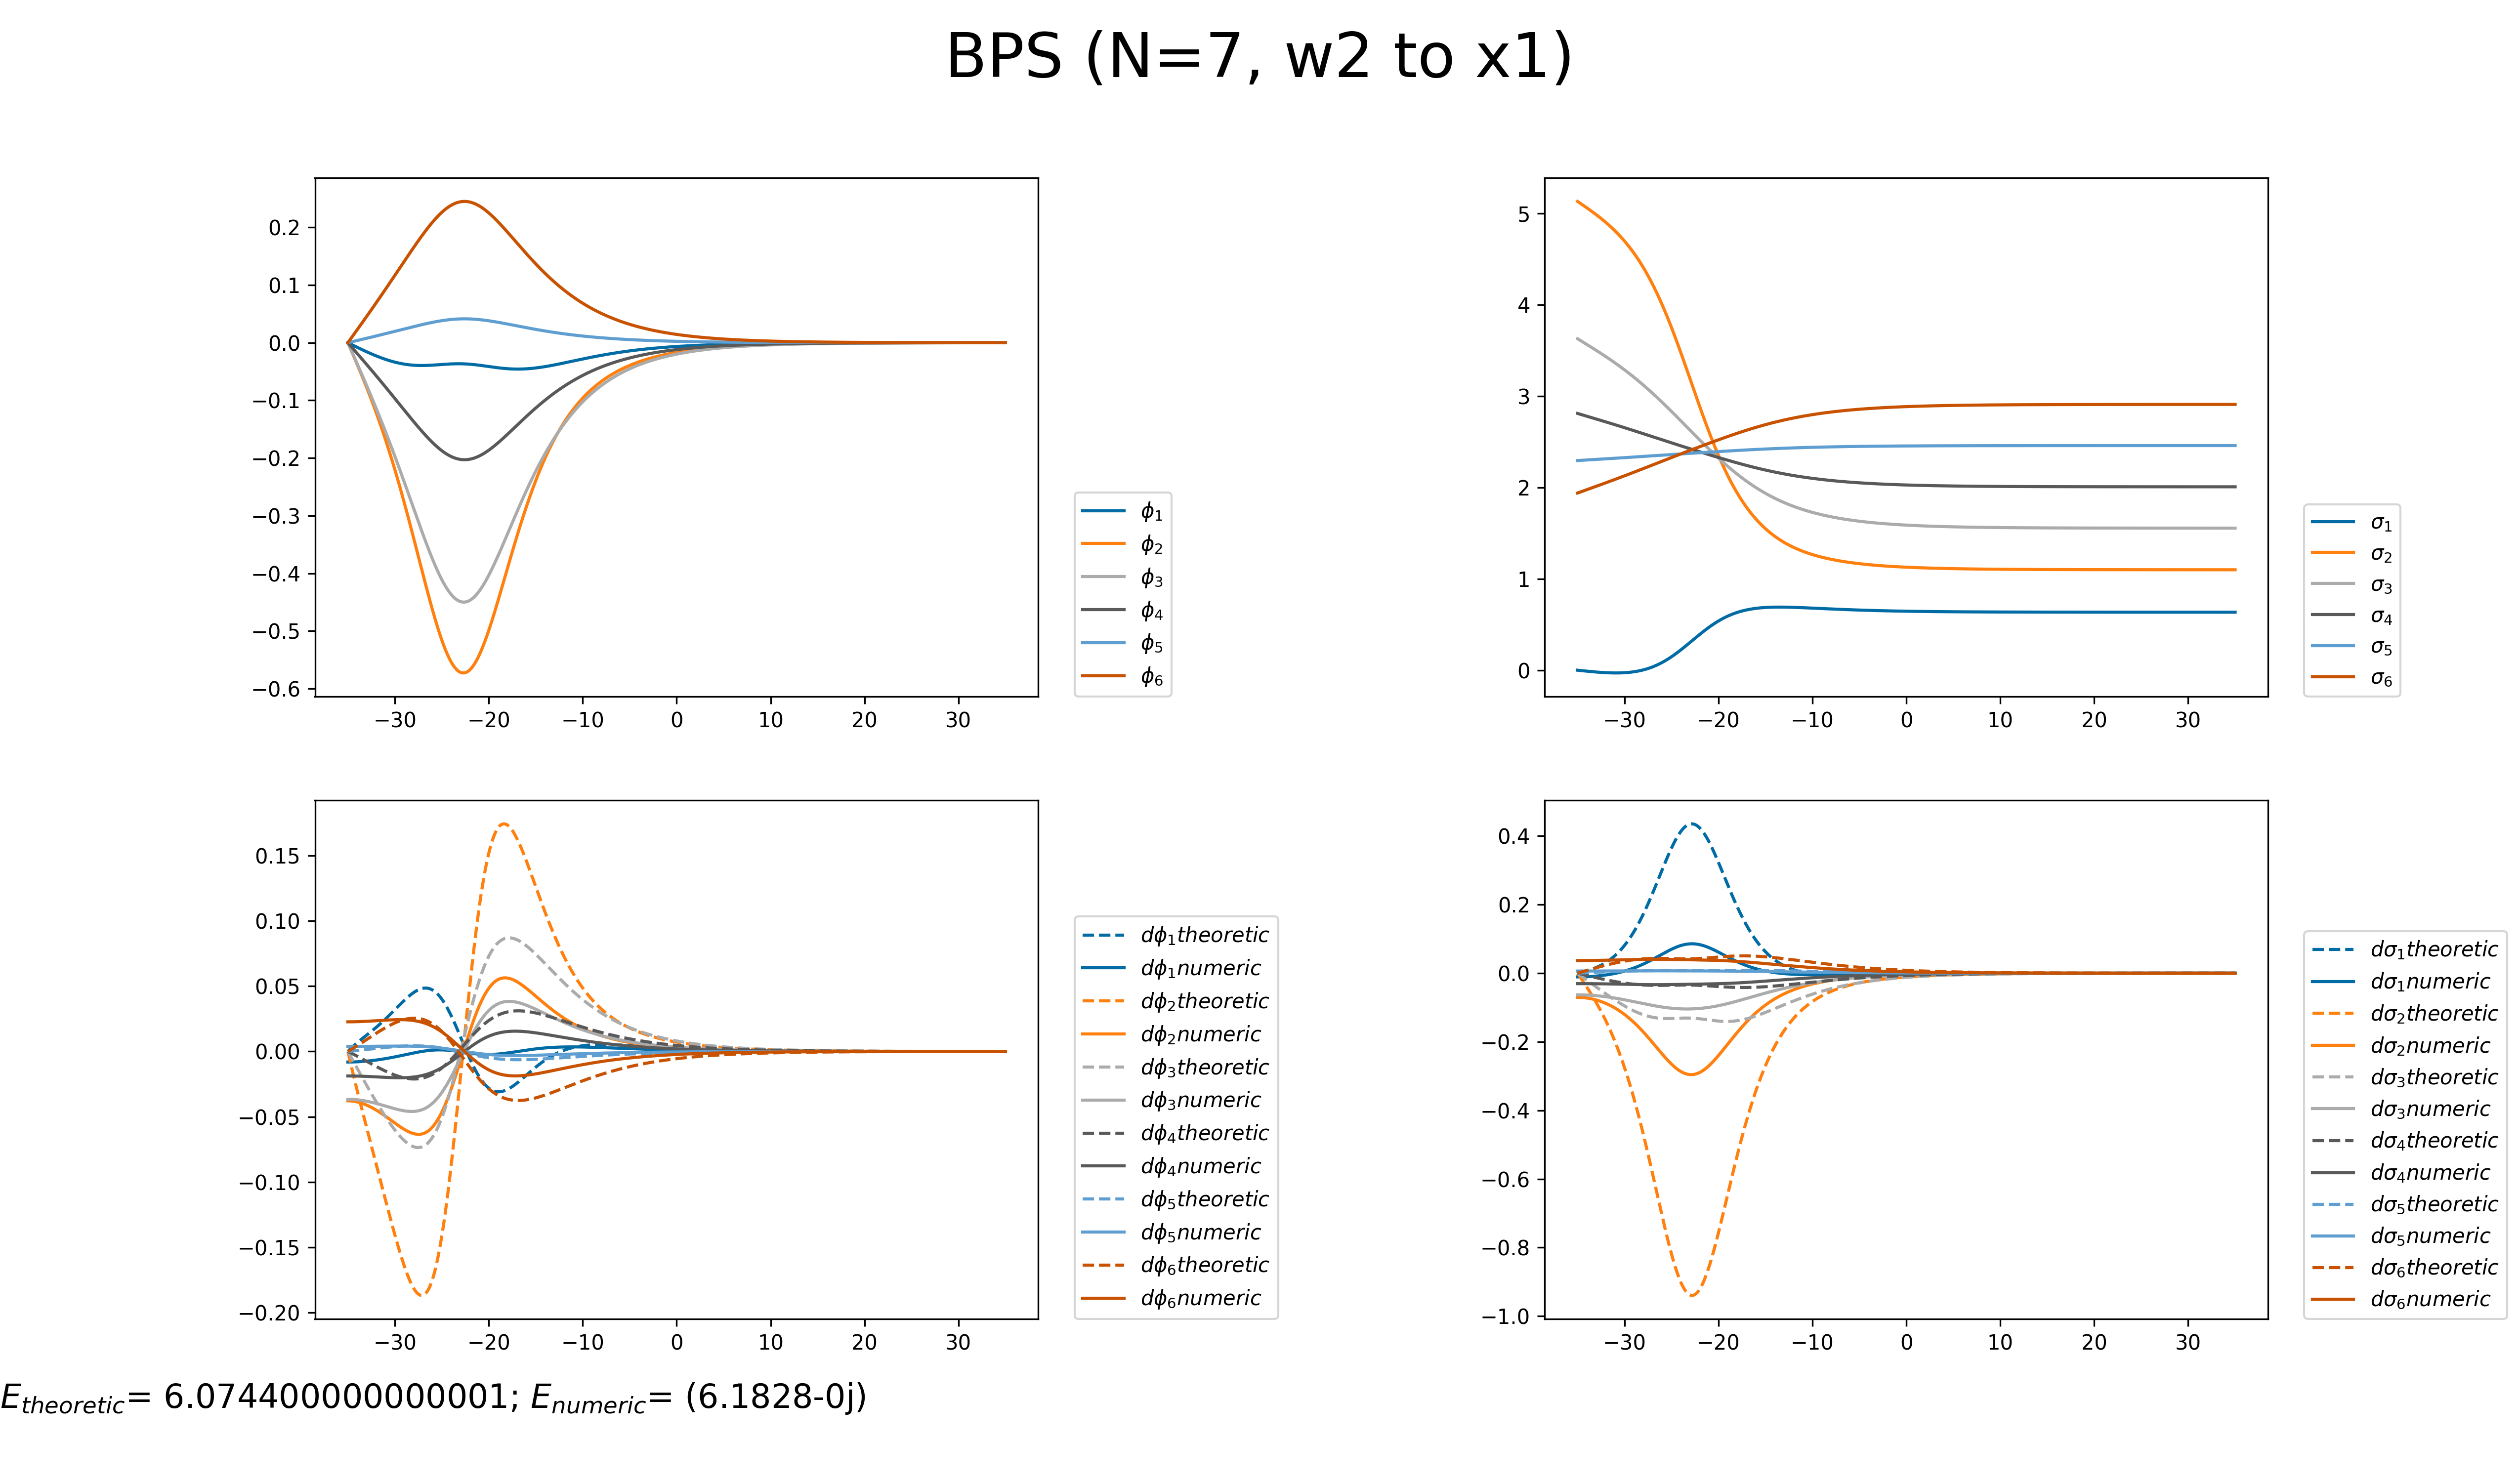 BPS (N=7, w2 to x1)
0.2
0.1
0.0
−0.1
−0.2
−0.3
−0.4
−0.5
−0.6
−30 −20 −10 0 10 20 30
ϕ1
ϕ2
ϕ3
ϕ4
ϕ5
ϕ6
5
4
3
2
1
0
−30 −20 −10 0 10 20 30
σ1
σ2
σ3
σ4
σ5
σ6
0.15
0.10
0.05
0.00
−0.05
−0.10
−0.15
−0.20
−30 −20 −10 0 10 20 30
dϕ1theoretic
dϕ1numeric
dϕ2theoretic
dϕ2numeric
dϕ3theoretic
dϕ3numeric
dϕ4theoretic
dϕ4numeric
dϕ5theoretic
dϕ5numeric
dϕ6theoretic
dϕ6numeric
0.4
0.2
0.0
−0.2
−0.4
−0.6
−0.8
−1.0
−30 −20 −10 0 10 20 30
dσ1theoretic
dσ1numeric
dσ2theoretic
dσ2numeric
dσ3theoretic
dσ3numeric
dσ4theoretic
dσ4numeric
dσ5theoretic
dσ5numeric
dσ6theoretic
dσ6numeric
Etheoretic= 6.074400000000001; Enumeric= (6.1828-0j)